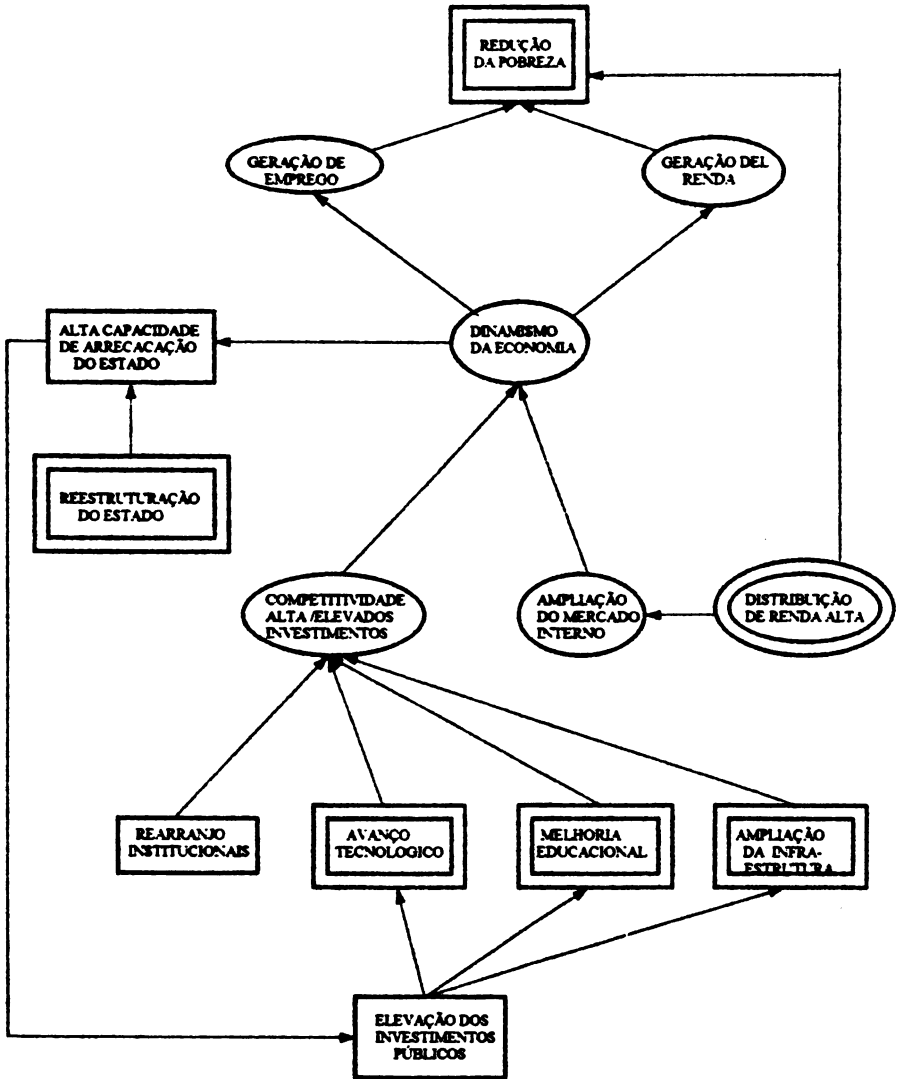 REDUÇÃO
DA POBREZA
GERAÇÃO DE
EMPREGO
GERAÇÃO DEL
RENDA
ALTA CAPACIDADE
DE ARRECACAÇÃO
DO ESTADO
DINAMISMO
DA ECONOMIA
REESTRUTURAÇÃO
DO ESTADO
COMPETITIVIDADE
ALTA /ELEVADOS
INVESTIMENTOS
AMPLIAÇÃO
DO MERCADO
INTERNO
DISTRIBUIÇÃO
DE RENDA ALTA
REARRANJO
INSTITUCIONAIS
AVANÇO
TECNOLOGICO
MELHORIA
EDUCACIONAL
AMPLIAÇÃO
DA INFRA-
ESTRUTURA
ELEVAÇÃO DOS
INVESTIMENTOS
PÚBLICOS